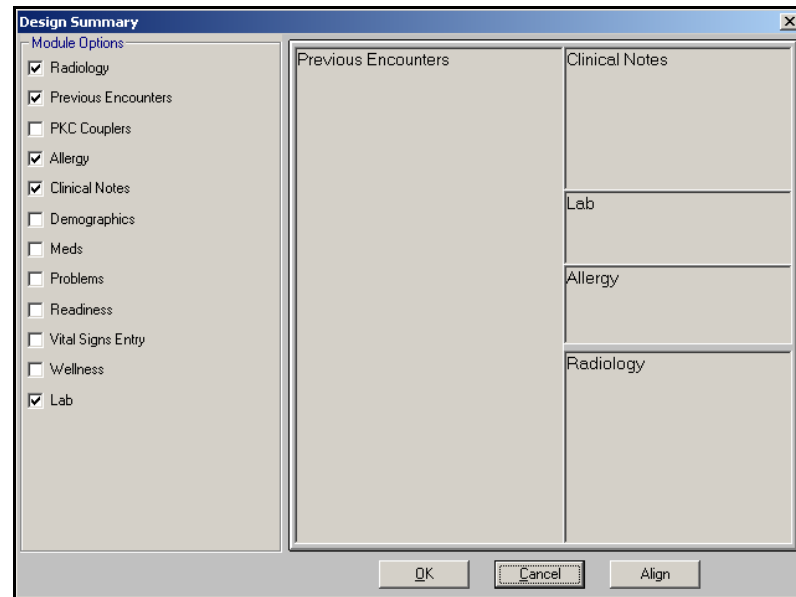 Design Summary
Module Options
Radiology
Previous Encounters
PKC Couplers
Allergy
Clinical Notes
Demographics
Meds
Problems
Readiness
Vital Signs Entry
Wellness
Lab
Previous Encounters
Clinical Notes
Lab
Allergy
Radiology
OK
Cancel
Align